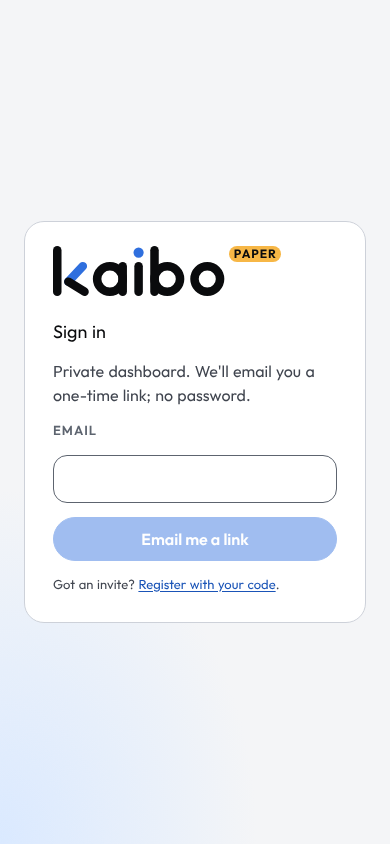 kaibo PAPER
Sign in
Private dashboard. We'll email you a
one-time link; no password.
EMAIL
Email me a link
Got an invite? Register with your code.